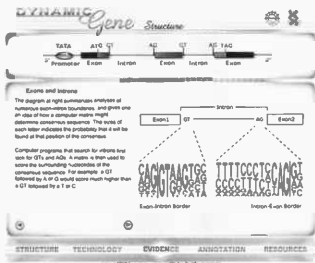 DYNAMIC
Gene Structure
TATA ATG GT AG GT AG TAG
Promoter Exon Intron Exon Intron Exon
Exons and Introns
The diagram at right summarizes analyses of
numerous exon-intron boundaries, and gives one
an idea of how a computer matrix might
determine consensus sequence. The sizes of
each letter indicates the probability that it will be
found at that position of the consensus.
Computer programs that search for introns first
look for GTs and AGs. A matrix is then used to
score the surrounding nucleotides of the
consensus sequence. For example, a GT
followed by A or G would score much higher than
a GT followed by a T or C.
Intron
Exon1 GT AG Exon2
Exon-Intron Border Intron-Exon Border
STRUCTURE TECHNOLOGY EVIDENCE ANNOTATION RESOURCES